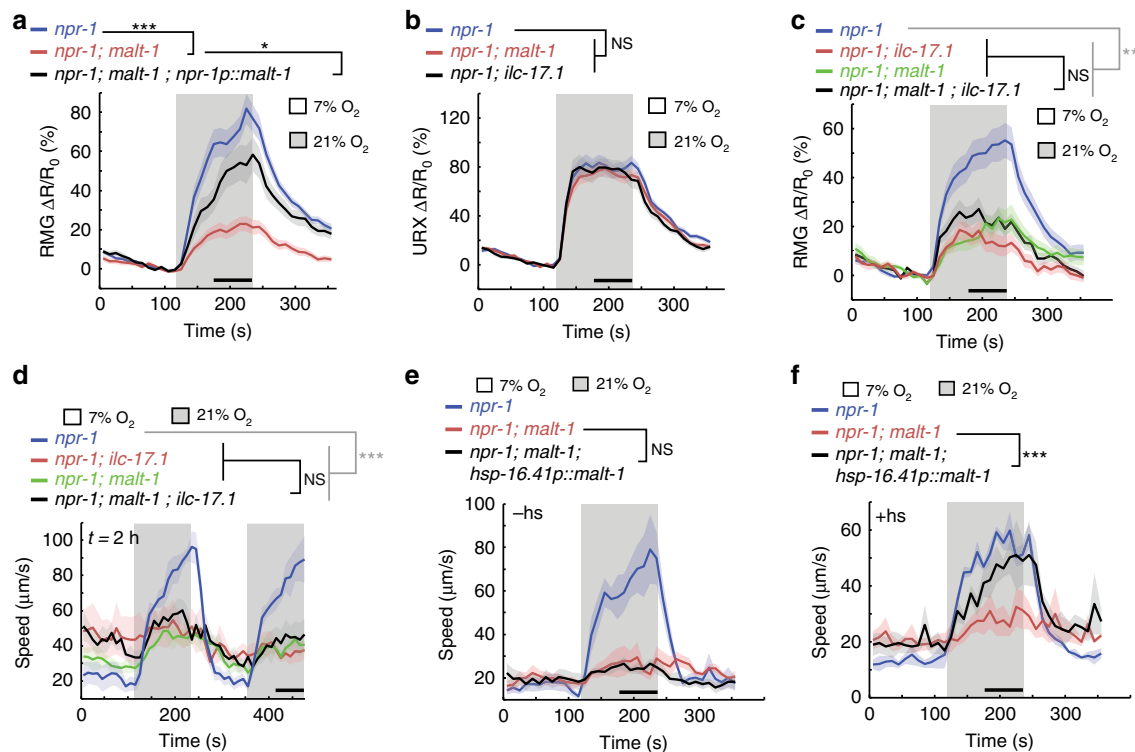 a
npr-1
***
npr-1; malt-1
*
npr-1; malt-1 ; npr-1p::malt-1
7% O2
21% O2
RMG ΔR/R0 (%)
80
60
40
20
0
0 100 200 300
Time (s)
b
npr-1
npr-1; malt-1
npr-1; ilc-17.1
NS
7% O2
21% O2
URX ΔR/R0 (%)
120
80
40
0
0 100 200 300
Time (s)
c
npr-1
npr-1; ilc-17.1
npr-1; malt-1
npr-1; malt-1 ; ilc-17.1
NS
**
7% O2
21% O2
RMG ΔR/R0 (%)
60
40
20
0
0 100 200 300
Time (s)
d
7% O2 21% O2
npr-1
npr-1; ilc-17.1
npr-1; malt-1
npr-1; malt-1 ; ilc-17.1
NS
***
t = 2 h
Speed (µm/s)
100
80
60
40
20
0 200 400
Time (s)
e
7% O2 21% O2
npr-1
npr-1; malt-1
npr-1; malt-1;
hsp-16.41p::malt-1
NS
–hs
Speed (µm/s)
100
80
60
40
20
0
0 100 200 300
Time (s)
f
7% O2 21% O2
npr-1
npr-1; malt-1
npr-1; malt-1;
hsp-16.41p::malt-1
***
+hs
Speed (µm/s)
60
40
20
0
0 100 200 300
Time (s)